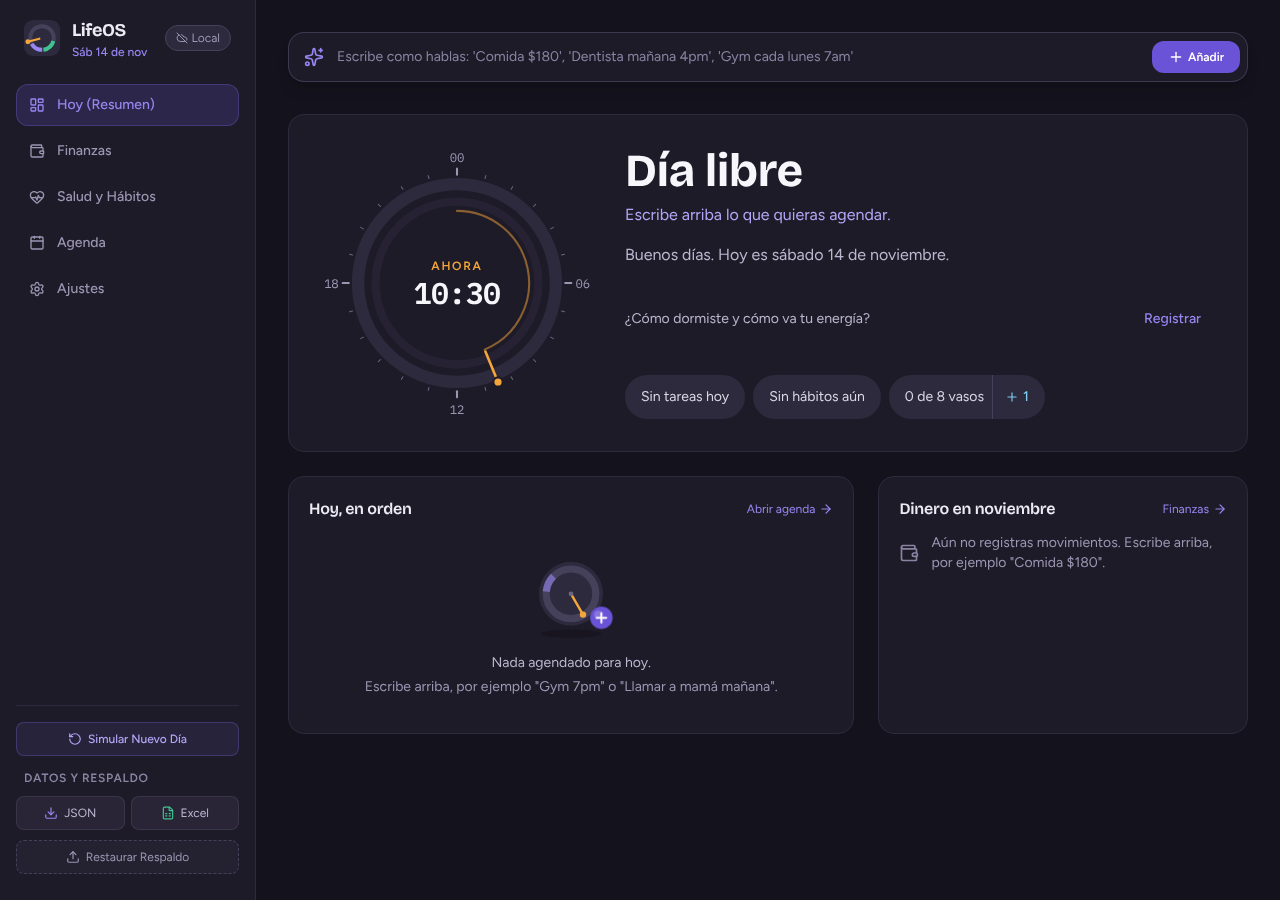 LifeOS
Sáb 14 de nov
Local
Hoy (Resumen)
Finanzas
Salud y Hábitos
Agenda
Ajustes
Simular Nuevo Día
DATOS Y RESPALDO
JSON
Excel
Restaurar Respaldo
Escribe como hablas: 'Comida $180', 'Dentista mañana 4pm', 'Gym cada lunes 7am'
Añadir
00
18
06
12
AHORA
10:30
Día libre
Escribe arriba lo que quieras agendar.
Buenos días. Hoy es sábado 14 de noviembre.
¿Cómo dormiste y cómo va tu energía?
Registrar
Sin tareas hoy
Sin hábitos aún
0 de 8 vasos
+ 1
Hoy, en orden
Abrir agenda →
Nada agendado para hoy.
Escribe arriba, por ejemplo "Gym 7pm" o "Llamar a mamá mañana".
Dinero en noviembre
Finanzas →
Aún no registras movimientos. Escribe arriba,
por ejemplo "Comida $180".